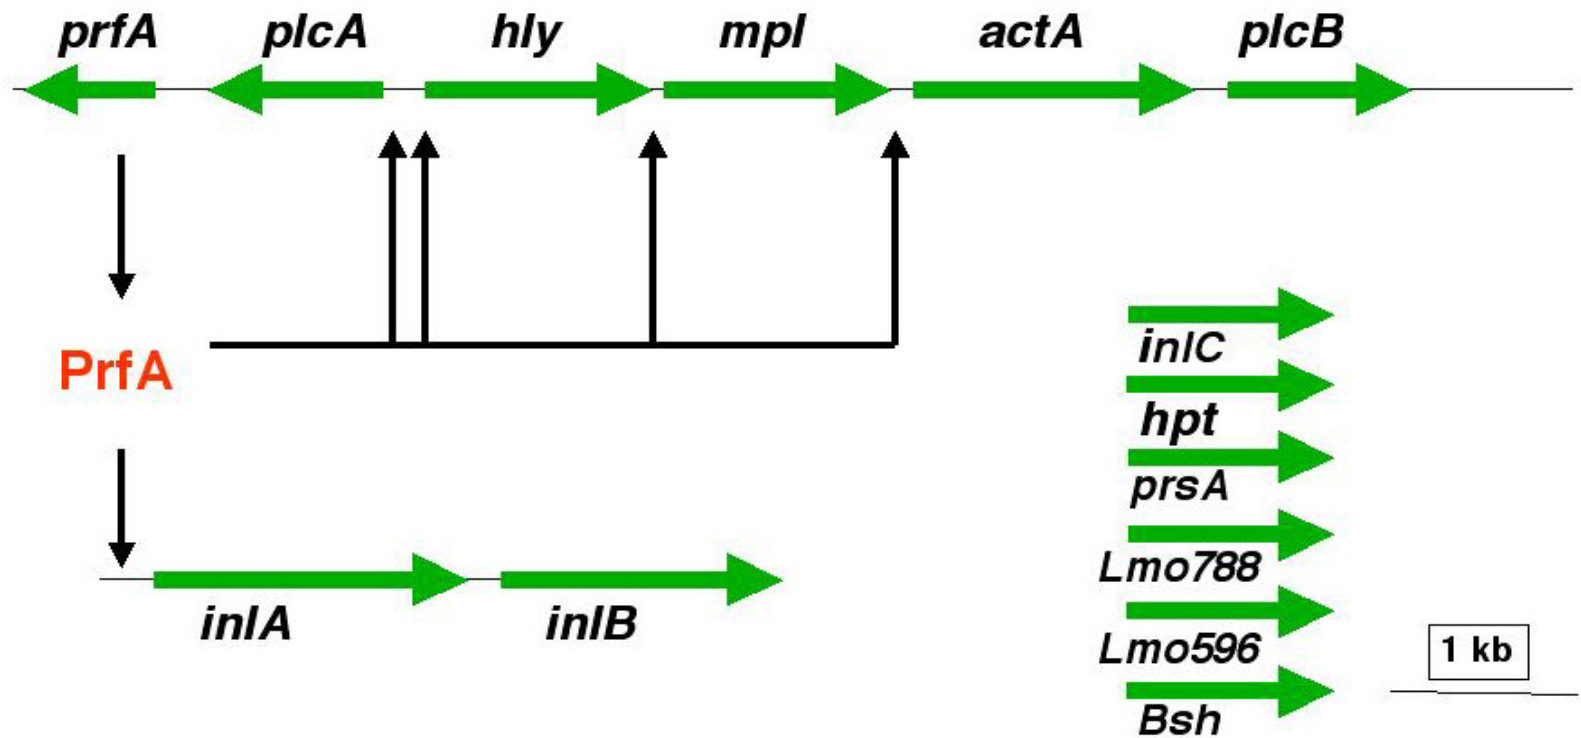 prfA plcA hly mpl actA plcB
PrfA
inlC
hpt
prsA
Lmo788
inlA inlB
Lmo596
1 kb
Bsh